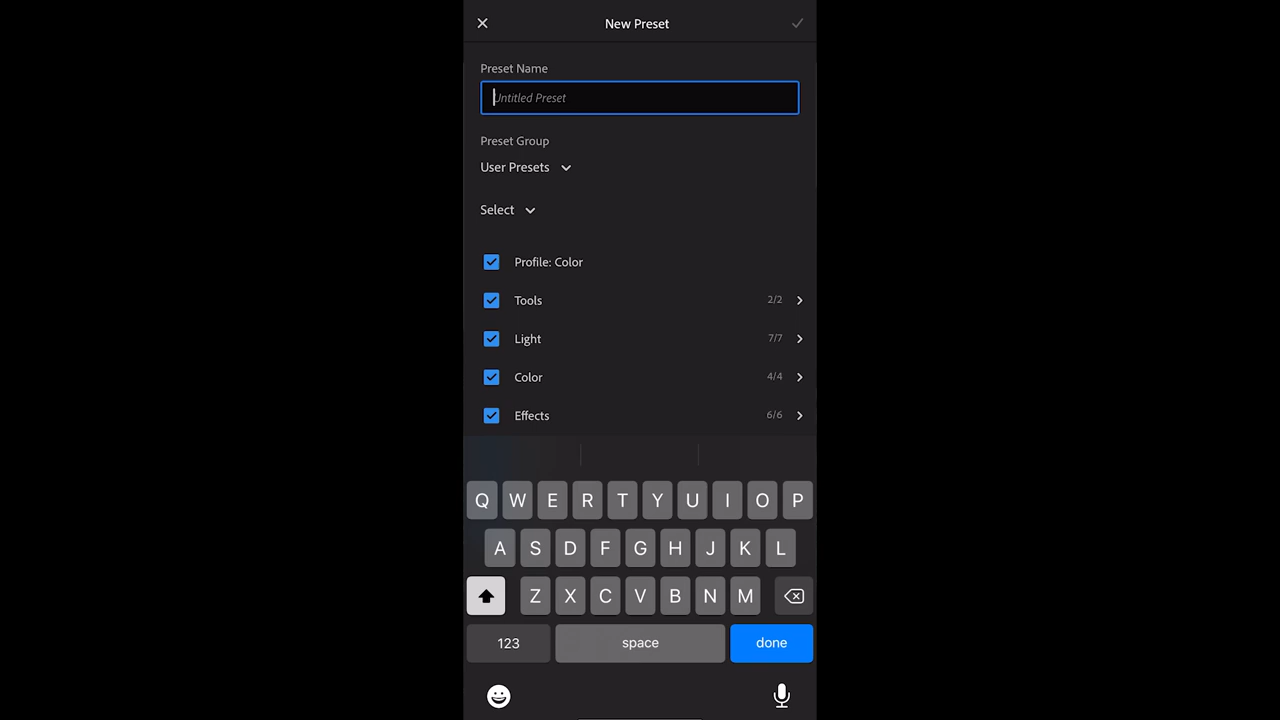 New Preset
Preset Name
Untitled Preset
Preset Group
User Presets
Select
Profile: Color
Tools 2/2
Light 7/7
Color 4/4
Effects 6/6
Q W E R T Y U I O P
A S D F G H J K L
Z X C V B N M
123 space done